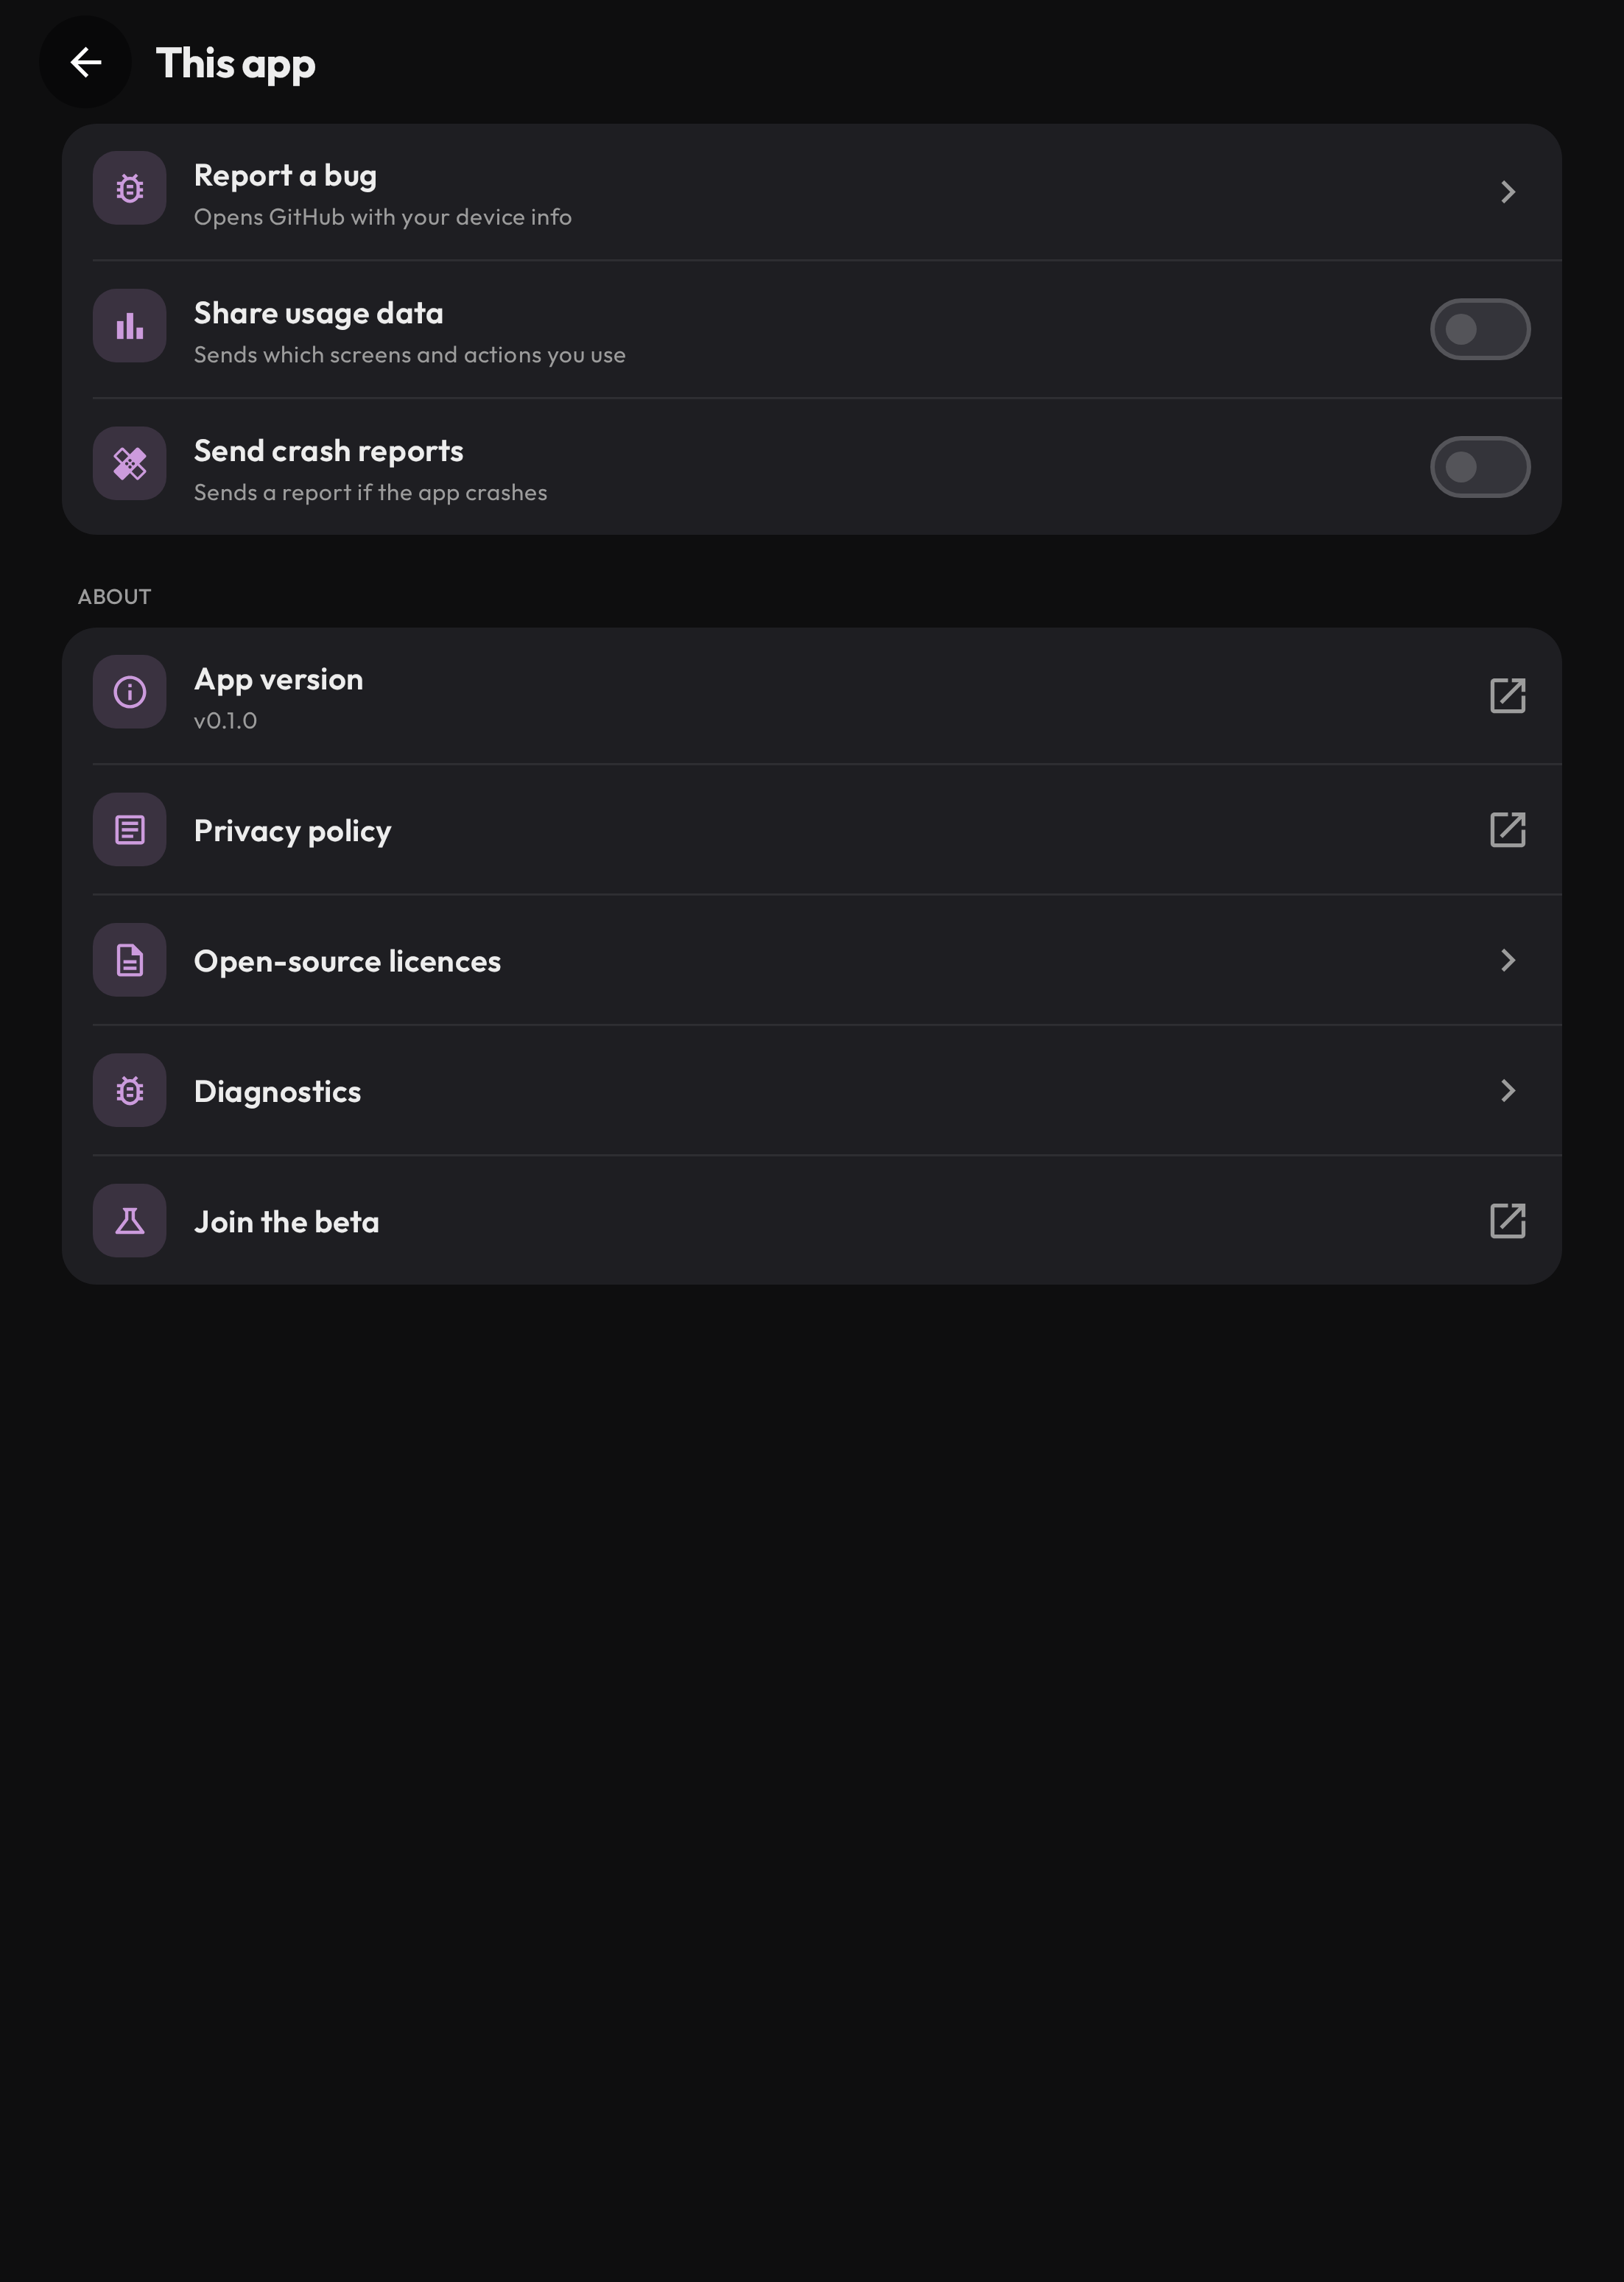 This app
Report a bug
Opens GitHub with your device info
Share usage data
Sends which screens and actions you use
Send crash reports
Sends a report if the app crashes
ABOUT
App version
v0.1.0
Privacy policy
Open-source licences
Diagnostics
Join the beta